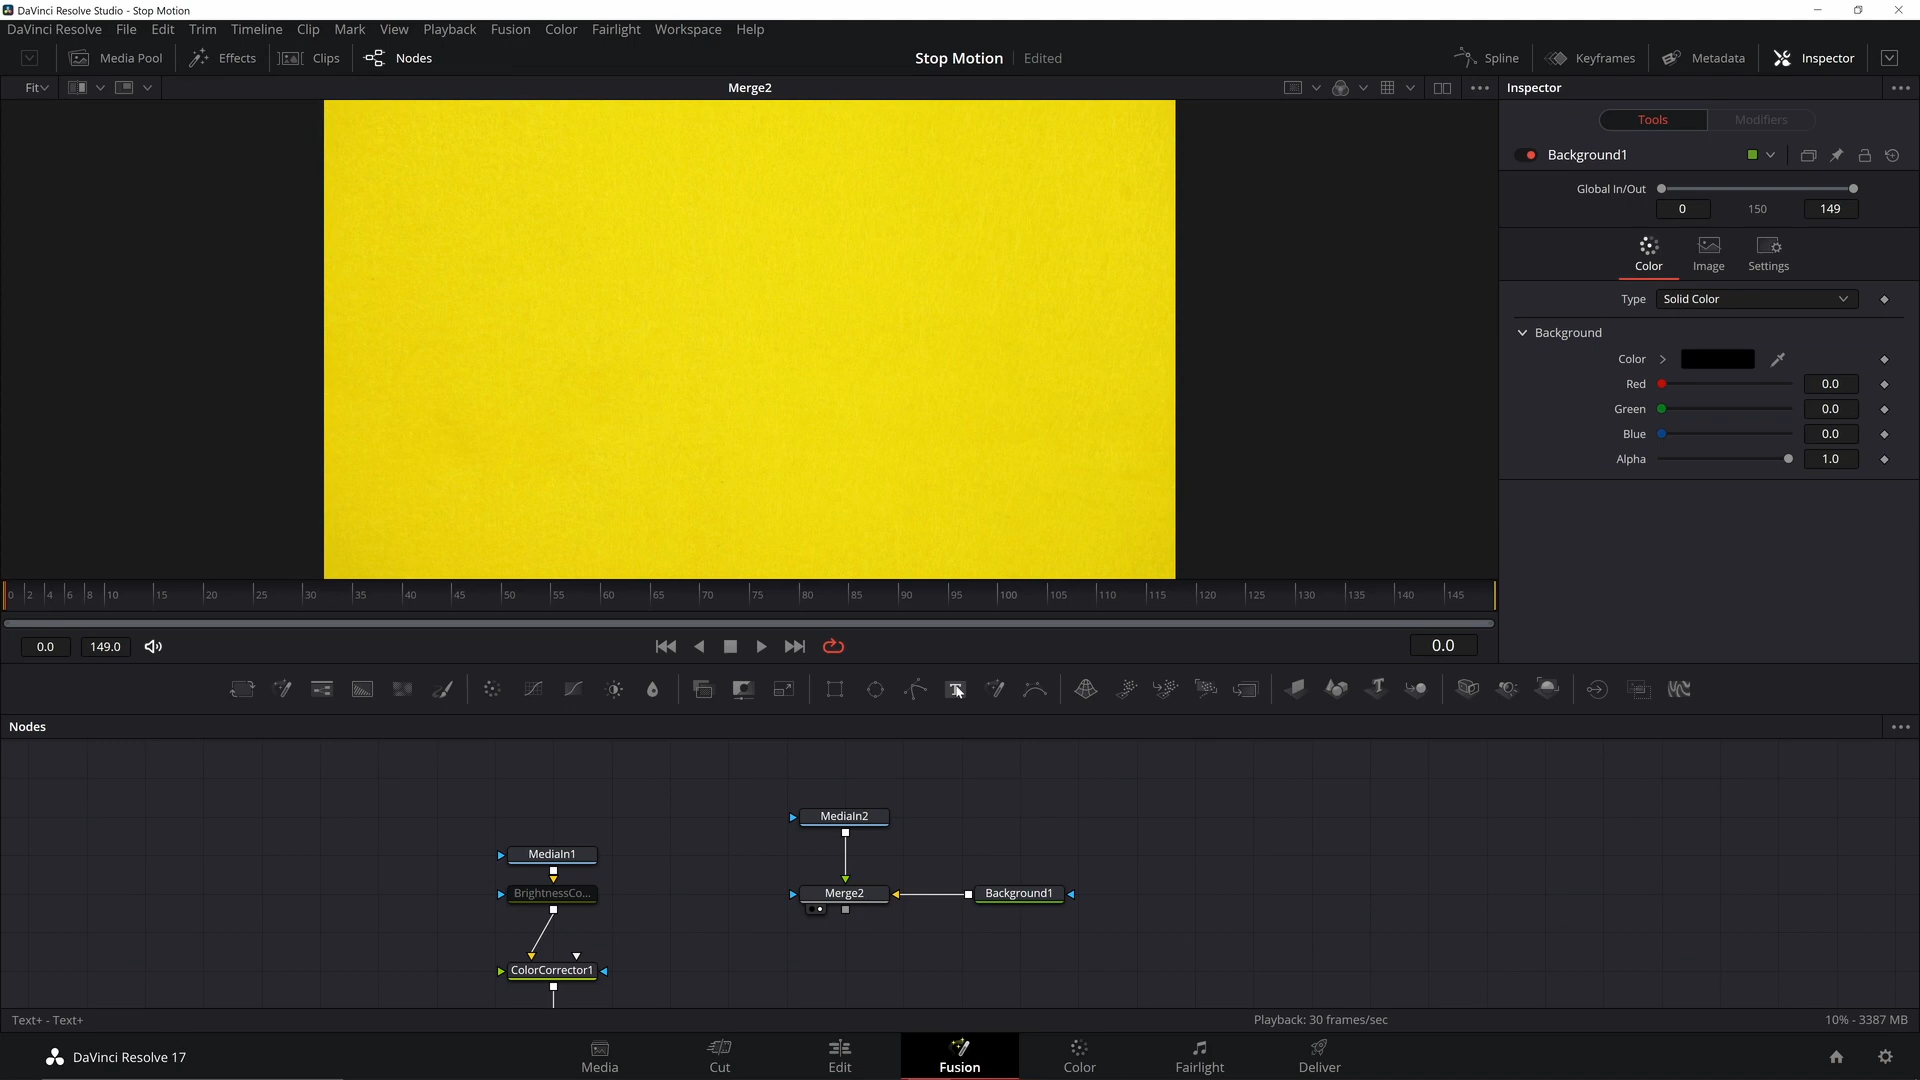 DaVinci Resolve Studio - Stop Motion
DaVinci Resolve File Edit Trim Timeline Clip Mark View Playback Fusion Color Fairlight Workspace Help
Media Pool Effects Clips Nodes Stop Motion Edited Spline Keyframes Metadata Inspector
Fit Merge2 Inspector
Tools Modifiers
Background1
Global In/Out
0 150 149
Color Image Settings
Type Solid Color
Background
Color
Red 0.0
Green 0.0
Blue 0.0
Alpha 1.0
0 2 4 6 8 10 15 20 25 30 35 40 45 50 55 60 65 70 75 80 85 90 95 100 105 110 115 120 125 130 135 140 145
0.0 149.0 0.0
Nodes
MediaIn2
MediaIn1
BrightnessCo... Merge2 Background1
ColorCorrector1
Text+ - Text+ Playback: 30 frames/sec 10% - 3387 MB
DaVinci Resolve 17 Media Cut Edit Fusion Color Fairlight Deliver